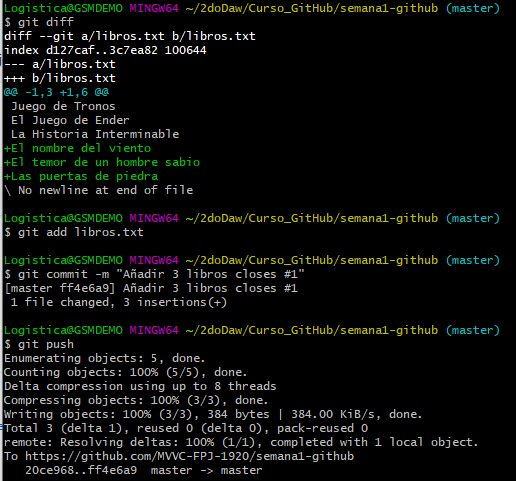 Logistica@GSMDEMO MINGW64 ~/2doDaw/Curso_GitHub/semana1-github (master)
$ git diff
diff --git a/libros.txt b/libros.txt
index d127caf..3c7ea82 100644
--- a/libros.txt
+++ b/libros.txt
@@ -1,3 +1,6 @@
 Juego de Tronos
 El Juego de Ender
 La Historia Interminable
+El nombre del viento
+El temor de un hombre sabio
+Las puertas de piedra
\ No newline at end of file

Logistica@GSMDEMO MINGW64 ~/2doDaw/Curso_GitHub/semana1-github (master)
$ git add libros.txt

Logistica@GSMDEMO MINGW64 ~/2doDaw/Curso_GitHub/semana1-github (master)
$ git commit -m "Añadir 3 libros closes #1"
[master ff4e6a9] Añadir 3 libros closes #1
 1 file changed, 3 insertions(+)

Logistica@GSMDEMO MINGW64 ~/2doDaw/Curso_GitHub/semana1-github (master)
$ git push
Enumerating objects: 5, done.
Counting objects: 100% (5/5), done.
Delta compression using up to 8 threads
Compressing objects: 100% (3/3), done.
Writing objects: 100% (3/3), 384 bytes | 384.00 KiB/s, done.
Total 3 (delta 1), reused 0 (delta 0), pack-reused 0
remote: Resolving deltas: 100% (1/1), completed with 1 local object.
To https://github.com/MVVC-FPJ-1920/semana1-github
   20ce968..ff4e6a9  master -> master